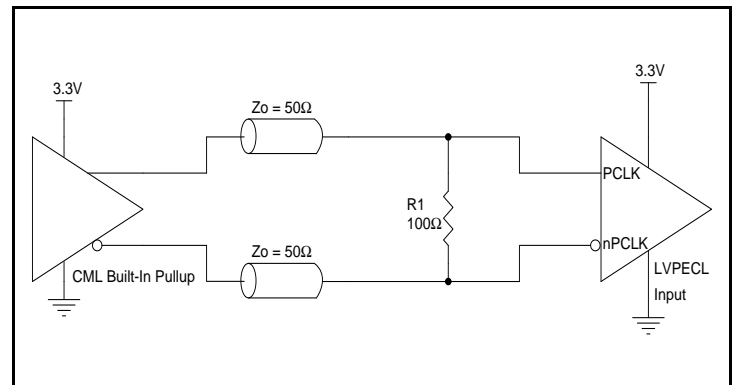 3.3V
Zo = 50Ω
3.3V
PCLK
R1
100Ω
nPCLK
Zo = 50Ω
CML Built-In Pullup
LVPECL
Input